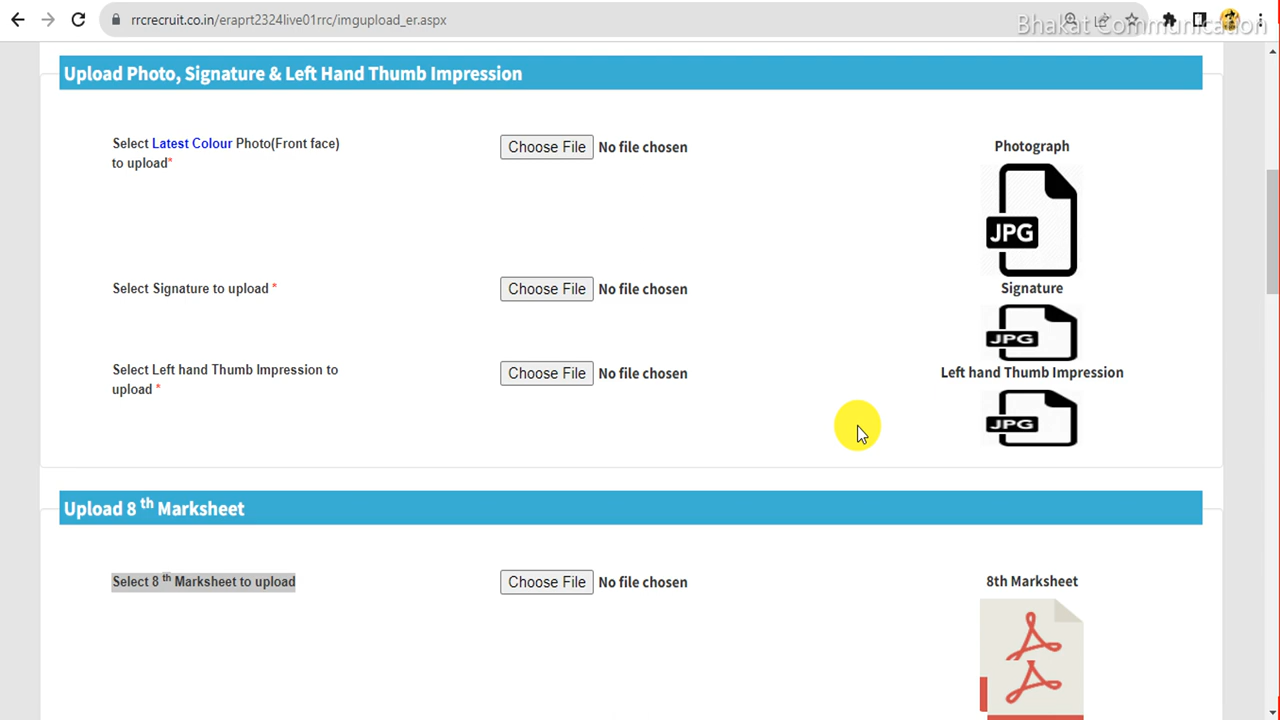 rrcrecruit.co.in/eraprt2324live01rrc/imgupload_er.aspx
Bhakat Communication
Upload Photo, Signature & Left Hand Thumb Impression
Select Latest Colour Photo(Front face)
to upload*
Choose File No file chosen
Photograph
JPG
Select Signature to upload *
Choose File No file chosen
Signature
JPG
Select Left hand Thumb Impression to
upload *
Choose File No file chosen
Left hand Thumb Impression
JPG
Upload 8 th Marksheet
Select 8 th Marksheet to upload
Choose File No file chosen
8th Marksheet